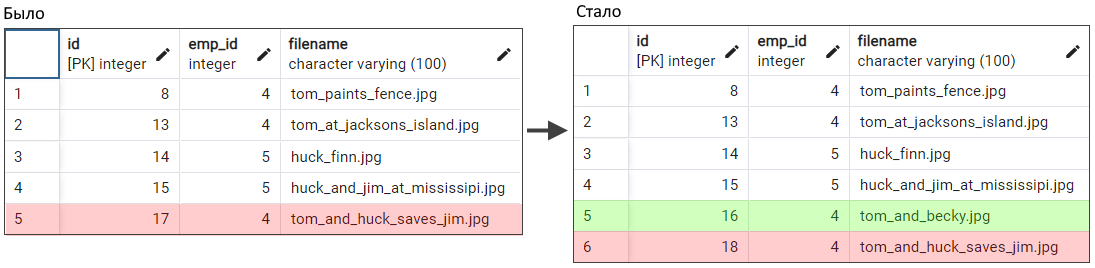 Было
id emp_id filename
[PK] integer integer character varying (100)
1 8 4 tom_paints_fence.jpg
2 13 4 tom_at_jacksons_island.jpg
3 14 5 huck_finn.jpg
4 15 5 huck_and_jim_at_mississipi.jpg
5 17 4 tom_and_huck_saves_jim.jpg
Стало
id emp_id filename
[PK] integer integer character varying (100)
1 8 4 tom_paints_fence.jpg
2 13 4 tom_at_jacksons_island.jpg
3 14 5 huck_finn.jpg
4 15 5 huck_and_jim_at_mississipi.jpg
5 16 4 tom_and_becky.jpg
6 18 4 tom_and_huck_saves_jim.jpg